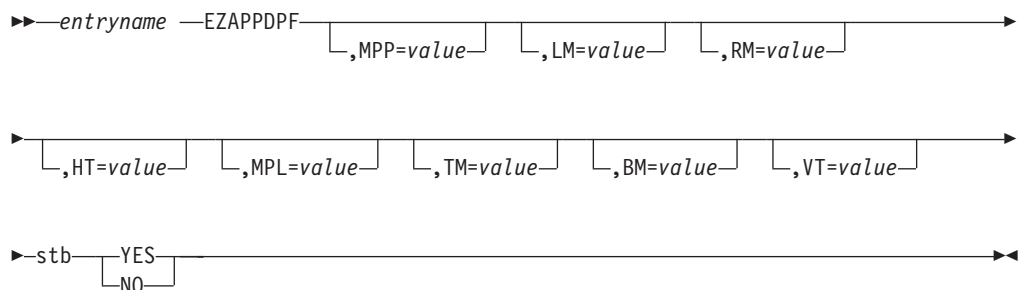 entryname EZAPPDPF ,MPP=value ,LM=value ,RM=value
,HT=value ,MPL=value ,TM=value ,BM=value ,VT=value
stb YES
NO